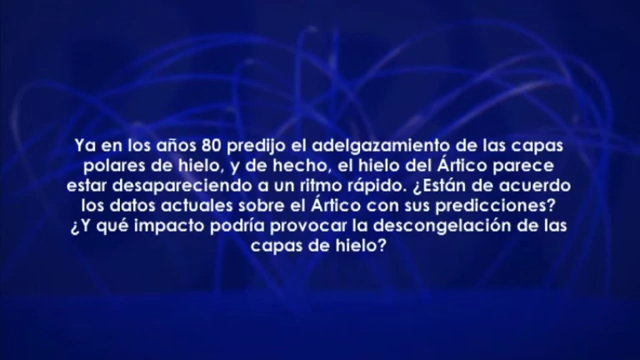 Ya en los años 80 predijo el adelgazamiento de las capas
polares de hielo, y de hecho, el hielo del Ártico parece
estar desapareciendo a un ritmo rápido. ¿Están de acuerdo
los datos actuales sobre el Ártico con sus predicciones?
¿Y qué impacto podría provocar la descongelación de las
capas de hielo?